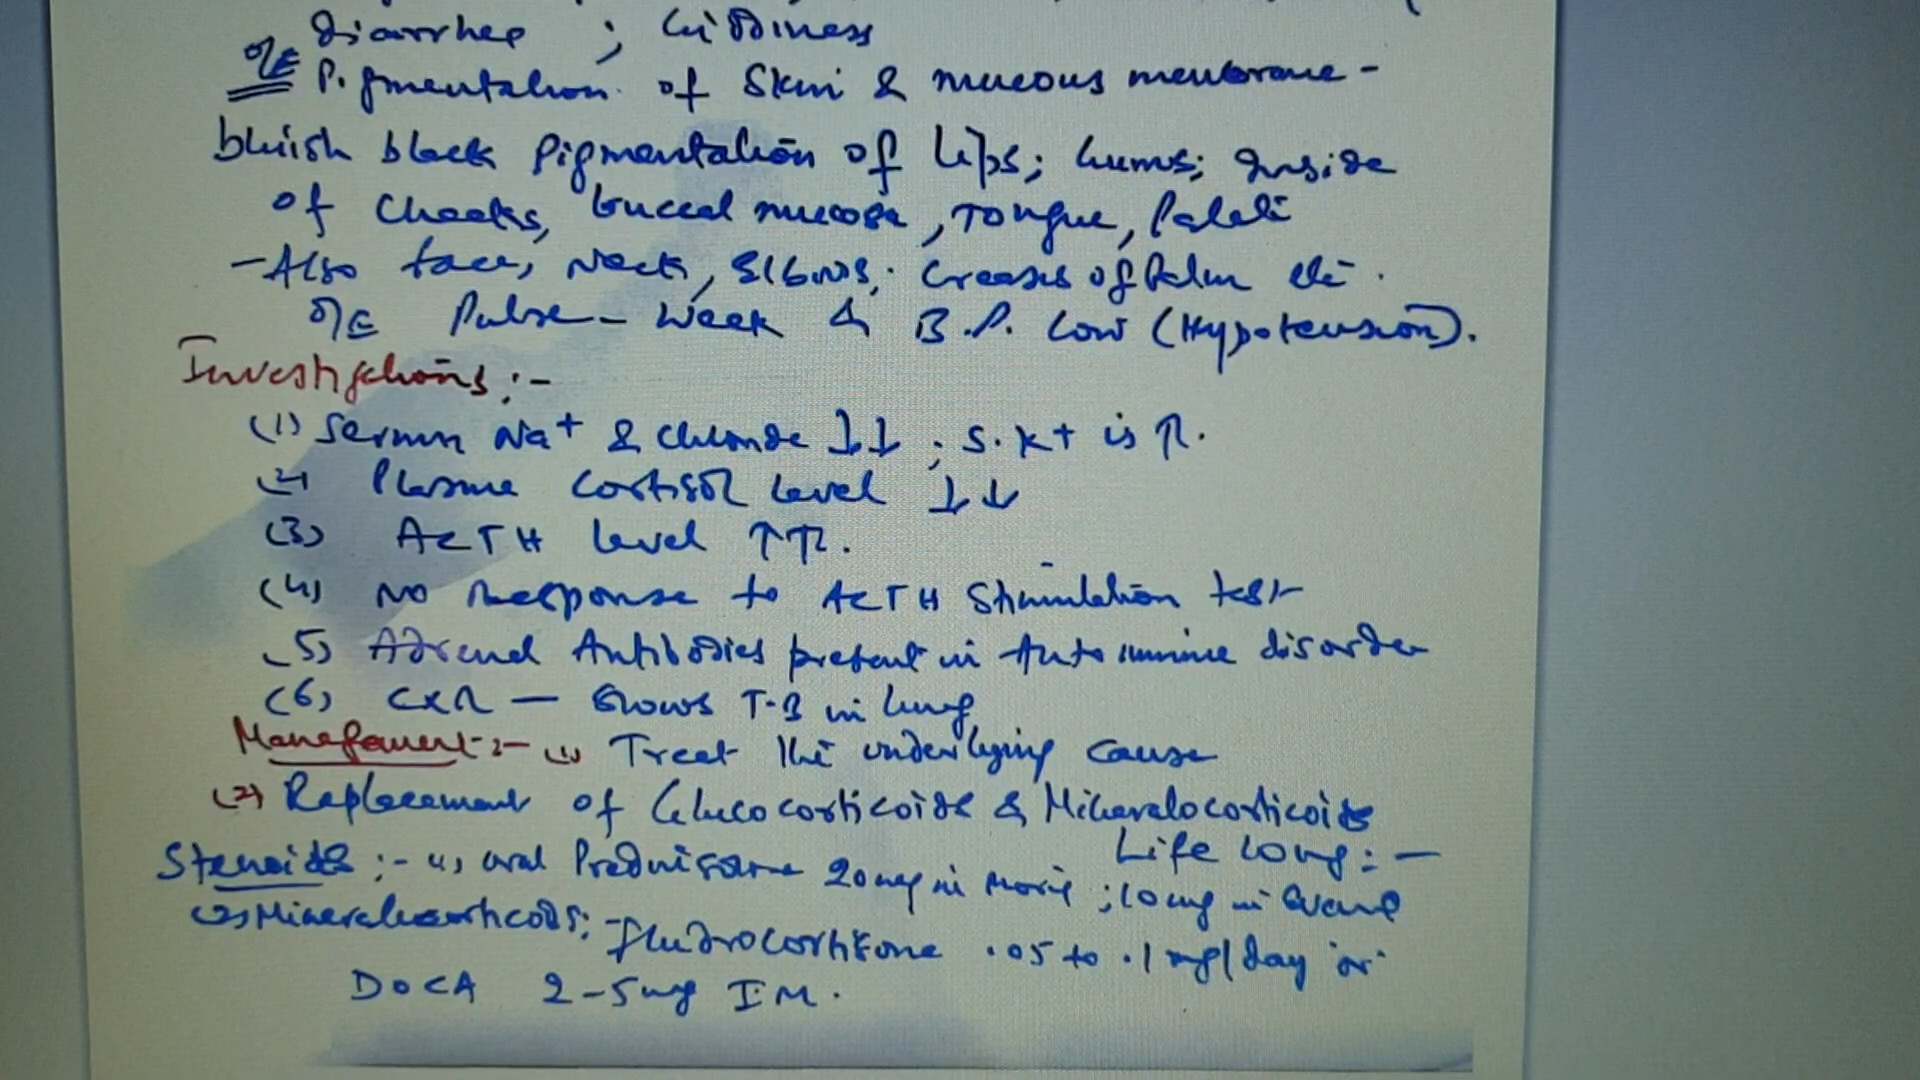 Diarrhea ; Giddiness
O/E Pigmentation of Skin & mucous membrane -
bluish black pigmentation of lips; Gums; Inside
of cheeks, buccal mucosa, Tongue, Palate
- Also face, Neck, Elbows, Creases of Palm etc.
O/E Pulse - Weak & B.P. Low (Hypotension).
Investigations :-
(1) Serum Na+ & Chloride ↓↓ ; S. K+ is ↑.
(2) Plasma Cortisol Level ↓↓
(3) ACTH Level ↑↑.
(4) No Response to ACTH Stimulation test
(5) Adrenal Antibodies present in Autoimmune disorder
(6) CXR — Shows T.B in lung
Management :- (1) Treat the underlying cause
(2) Replacement of Glucocorticoids & Mineralocorticoids
Life Long : —
Steroids :- (1) oral Prednisolone 20mg in Morning ; 10mg in Evening
(2) Mineralocorticoids: - fludrocortisone .05 to .1 mg/day or
DOCA 2-5mg I.M.